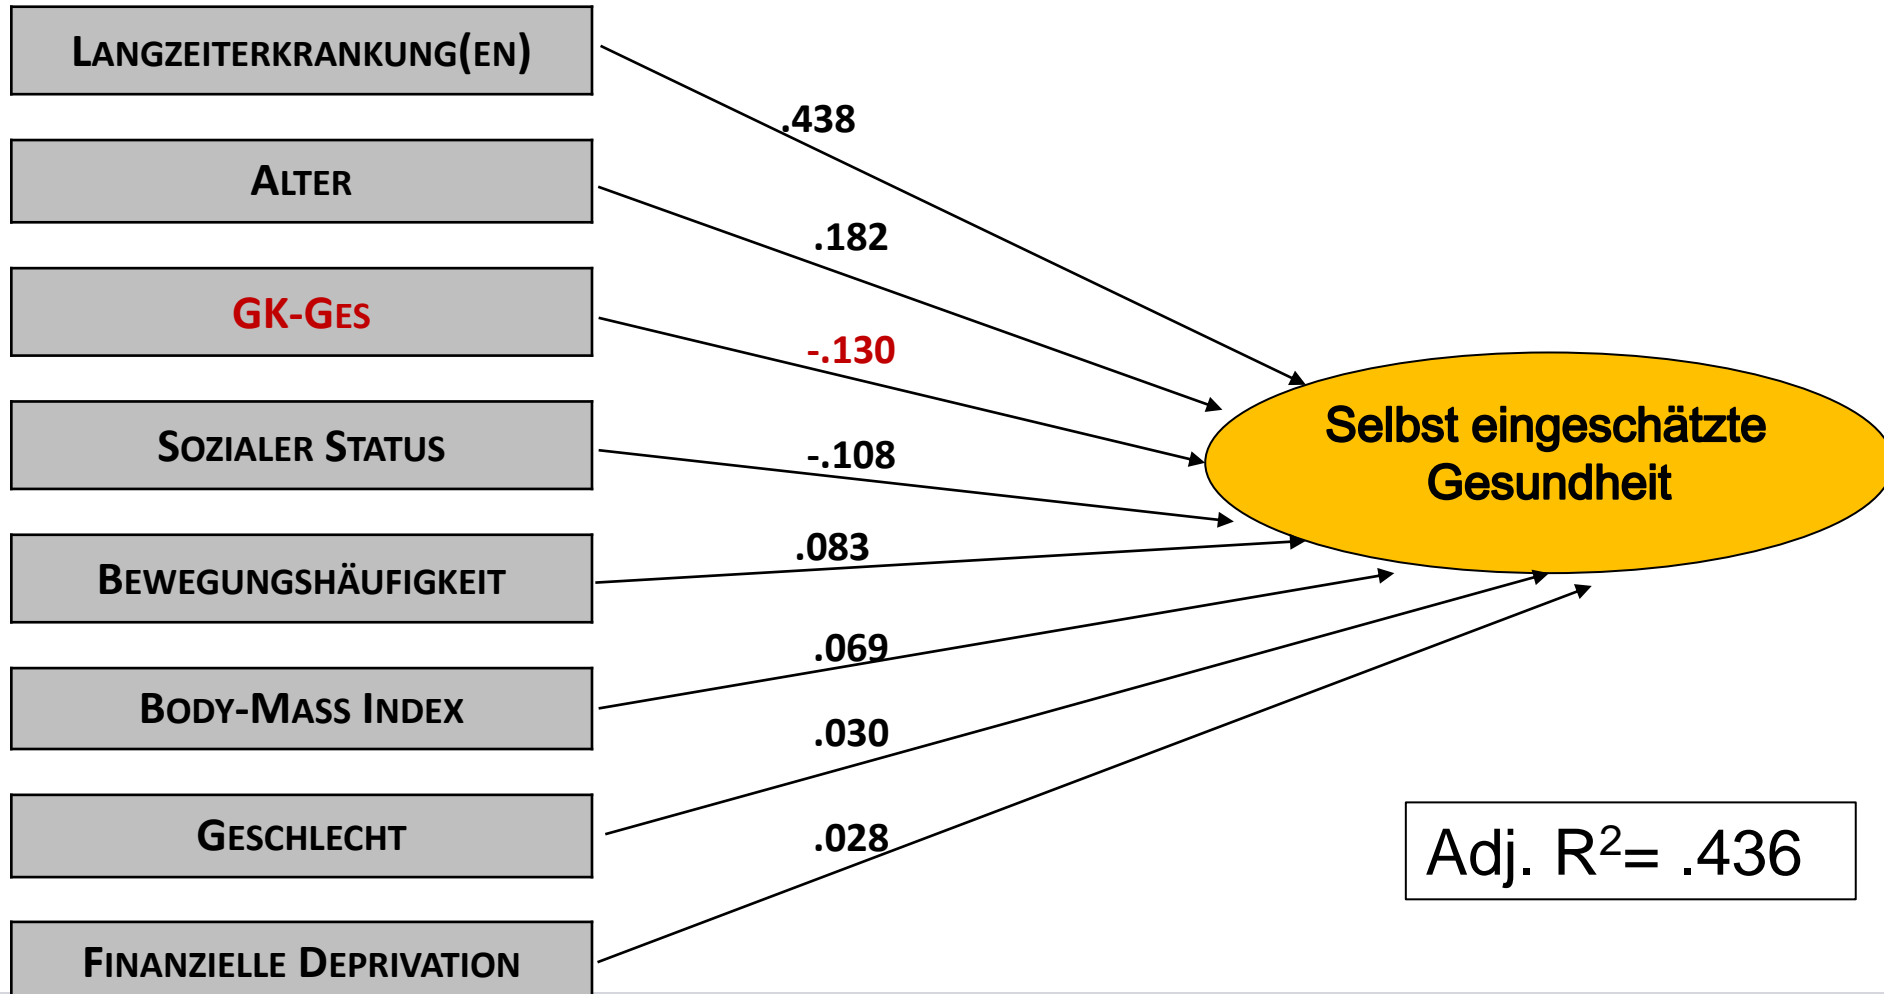 LANGZEITERKRANKUNG(EN)
.438
ALTER
.182
GK-GES
-.130
SOZIALER STATUS
-.108
BEWEGUNGSHÄUFIGKEIT
.083
BODY-MASS INDEX
.069
GESCHLECHT
.030
FINANZIELLE DEPRIVATION
.028
Selbst eingeschätzte
Gesundheit
Adj. R²= .436